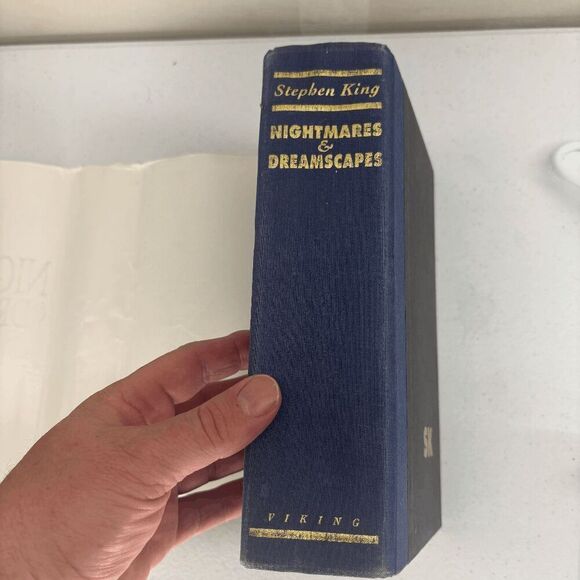 Stephen King
NIGHTMARES
&
DREAMSCAPES
VIKING
SK